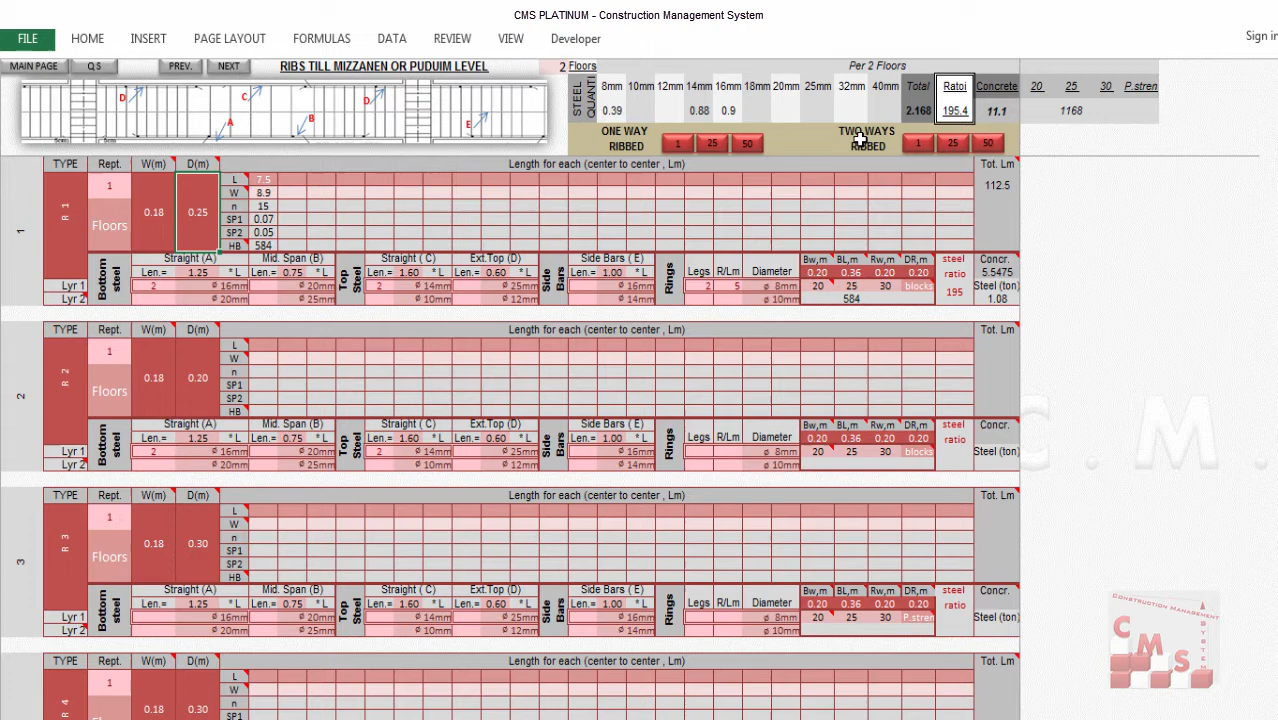 CMS PLATINUM - Construction Management System
FILE HOME INSERT PAGE LAYOUT FORMULAS DATA REVIEW VIEW Developer Sign in
MAIN PAGE Q S PREV. NEXT RIBS TILL MIZZANEN OR PUDUIM LEVEL 2 Floors Per 2 Floors
STEEL QUANTI 8mm 10mm 12mm 14mm 16mm 18mm 20mm 25mm 32mm 40mm Total Ratoi Concrete 20 25 30 P.stren
0.39 0.88 0.9 2.168 195.4 11.1 1168
D C D A B E
ONE WAY RIBBED 1 25 50 TWO WAYS RIBBED 1 25 50
TYPE Rept. W(m) D(m) Length for each (center to center , Lm) Tot. Lm
1 R 1 1 Floors 0.18 0.25 112.5
L 7.5
W 8.9
n 15
SP1 0.07
SP2 0.05
HB 584
Bottom steel Straight (A) Mid. Span (B) Top Steel Straight ( C) Ext.Top (D) Side Bars Side Bars ( E) Rings Bw,m BL,m Rw,m DR,m steel ratio Concr.
Len.= 1.25 * L Len.= 0.75 * L Len.= 1.60 * L Len.= 0.60 * L Len.= 1.00 * L Legs R/Lm Diameter 0.20 0.36 0.20 0.20 5.5475
Lyr 1 2 ø 16mm ø 20mm 2 ø 14mm ø 10mm ø 16mm 2 5 ø 8mm 20 25 30 blocks 195 Steel (ton)
Lyr 2 ø 20mm ø 25mm ø 10mm ø 12mm ø 14mm ø 10mm 584 1.08
TYPE Rept. W(m) D(m) Length for each (center to center , Lm) Tot. Lm
2 R 2 1 Floors 0.18 0.20
L
W
n
SP1
SP2
HB
Bottom steel Straight (A) Mid. Span (B) Top Steel Straight ( C) Ext.Top (D) Side Bars Side Bars ( E) Rings Bw,m BL,m Rw,m DR,m steel ratio Concr.
Len.= 1.25 * L Len.= 0.75 * L Len.= 1.60 * L Len.= 0.60 * L Len.= 1.00 * L Legs R/Lm Diameter 0.20 0.36 0.20 0.20
Lyr 1 2 ø 16mm ø 20mm 2 ø 14mm ø 10mm ø 16mm ø 8mm 20 25 30 blocks Steel (ton)
Lyr 2 ø 20mm ø 25mm ø 10mm ø 12mm ø 14mm ø 10mm
C . M .
TYPE Rept. W(m) D(m) Length for each (center to center , Lm) Tot. Lm
3 R 3 1 Floors 0.18 0.30
L
W
n
SP1
SP2
HB
Bottom steel Straight (A) Mid. Span (B) Top Steel Straight ( C) Ext.Top (D) Side Bars Side Bars ( E) Rings Bw,m BL,m Rw,m DR,m steel ratio Concr.
Len.= 1.25 * L Len.= 0.75 * L Len.= 1.60 * L Len.= 0.60 * L Len.= 1.00 * L Legs R/Lm Diameter 0.20 0.36 0.20 0.20
Lyr 1 ø 16mm ø 20mm ø 14mm ø 10mm ø 16mm ø 8mm 20 25 30 P.stren Steel (ton)
Lyr 2 ø 20mm ø 25mm ø 10mm ø 12mm ø 14mm ø 10mm
CONSTRUCTION MANAGEMENT SYSTEM
C M S
TYPE Rept. W(m) D(m) Length for each (center to center , Lm) Tot. Lm
R 4 1 Floors 0.18 0.30
L
W
n
SP1